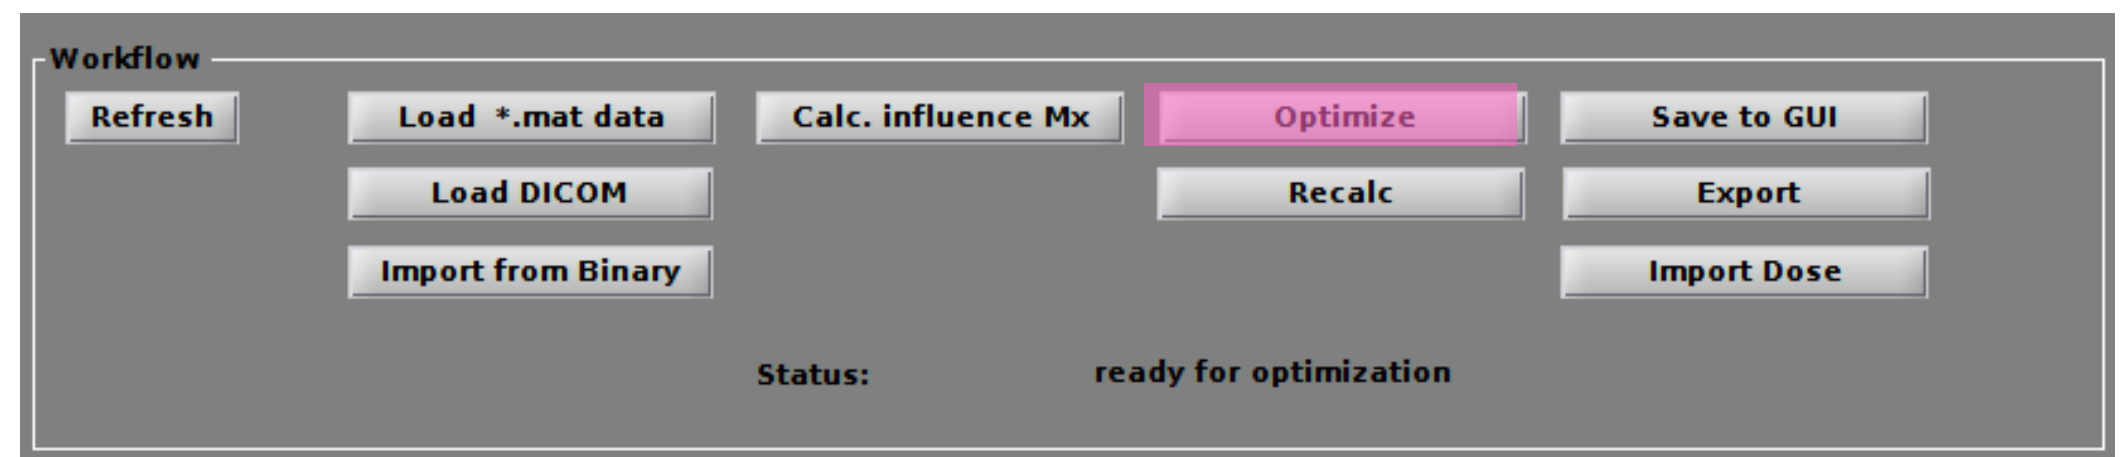 Workflow
Refresh
Load *.mat data
Calc. influence Mx
Optimize
Save to GUI
Load DICOM
Recalc
Export
Import from Binary
Import Dose
Status: ready for optimization